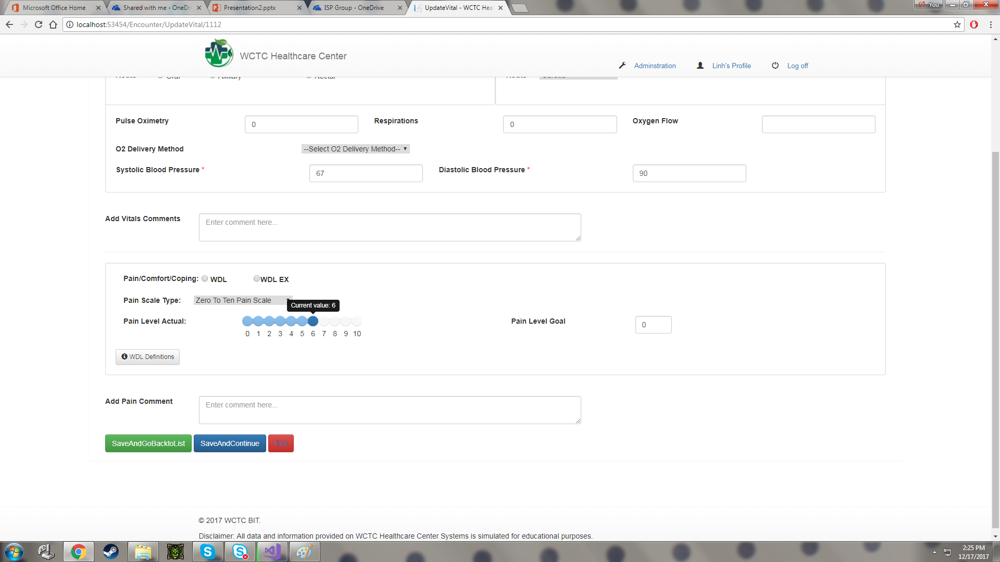 Microsoft Office Home
Shared with me - OneDri
Presentation2.pptx
ISP Group - OneDrive
UpdateVital - WCTC Hea
You
localhost:53454/Encounter/UpdateVital/1112
WCTC Healthcare Center
Adminstration
Linh's Profile
Log off
Pulse Oximetry
0
Respirations
0
Oxygen Flow
O2 Delivery Method
--Select O2 Delivery Method--
Systolic Blood Pressure *
67
Diastolic Blood Pressure *
90
Add Vitals Comments
Enter comment here...
Pain/Comfort/Coping:
WDL
WDL EX
Pain Scale Type:
Zero To Ten Pain Scale
Current value: 6
Pain Level Actual:
0 1 2 3 4 5 6 7 8 9 10
Pain Level Goal
0
WDL Definitions
Add Pain Comment
Enter comment here...
SaveAndGoBacktoList
SaveAndContinue
Exit
© 2017 WCTC BIT.
Disclaimer: All data and information provided on WCTC Healthcare Center Systems is simulated for educational purposes.
2:25 PM
12/17/2017